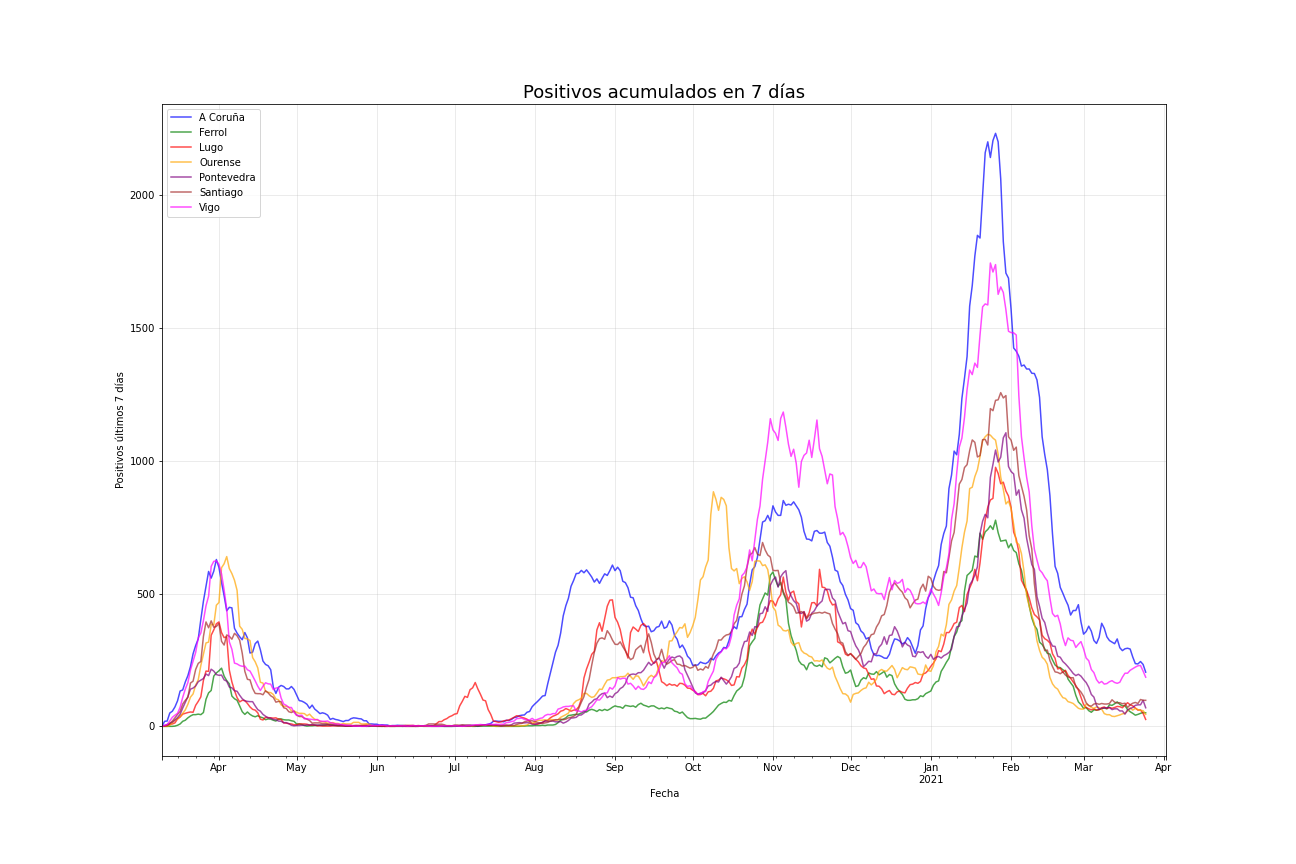 Positivos acumulados en 7 días
A Coruña
Ferrol
Lugo
Ourense
Pontevedra
Santiago
Vigo
Positivos últimos 7 días
2000
1500
1000
500
0
Apr May Jun Jul Aug Sep Oct Nov Dec Jan Feb Mar Apr
2021
Fecha